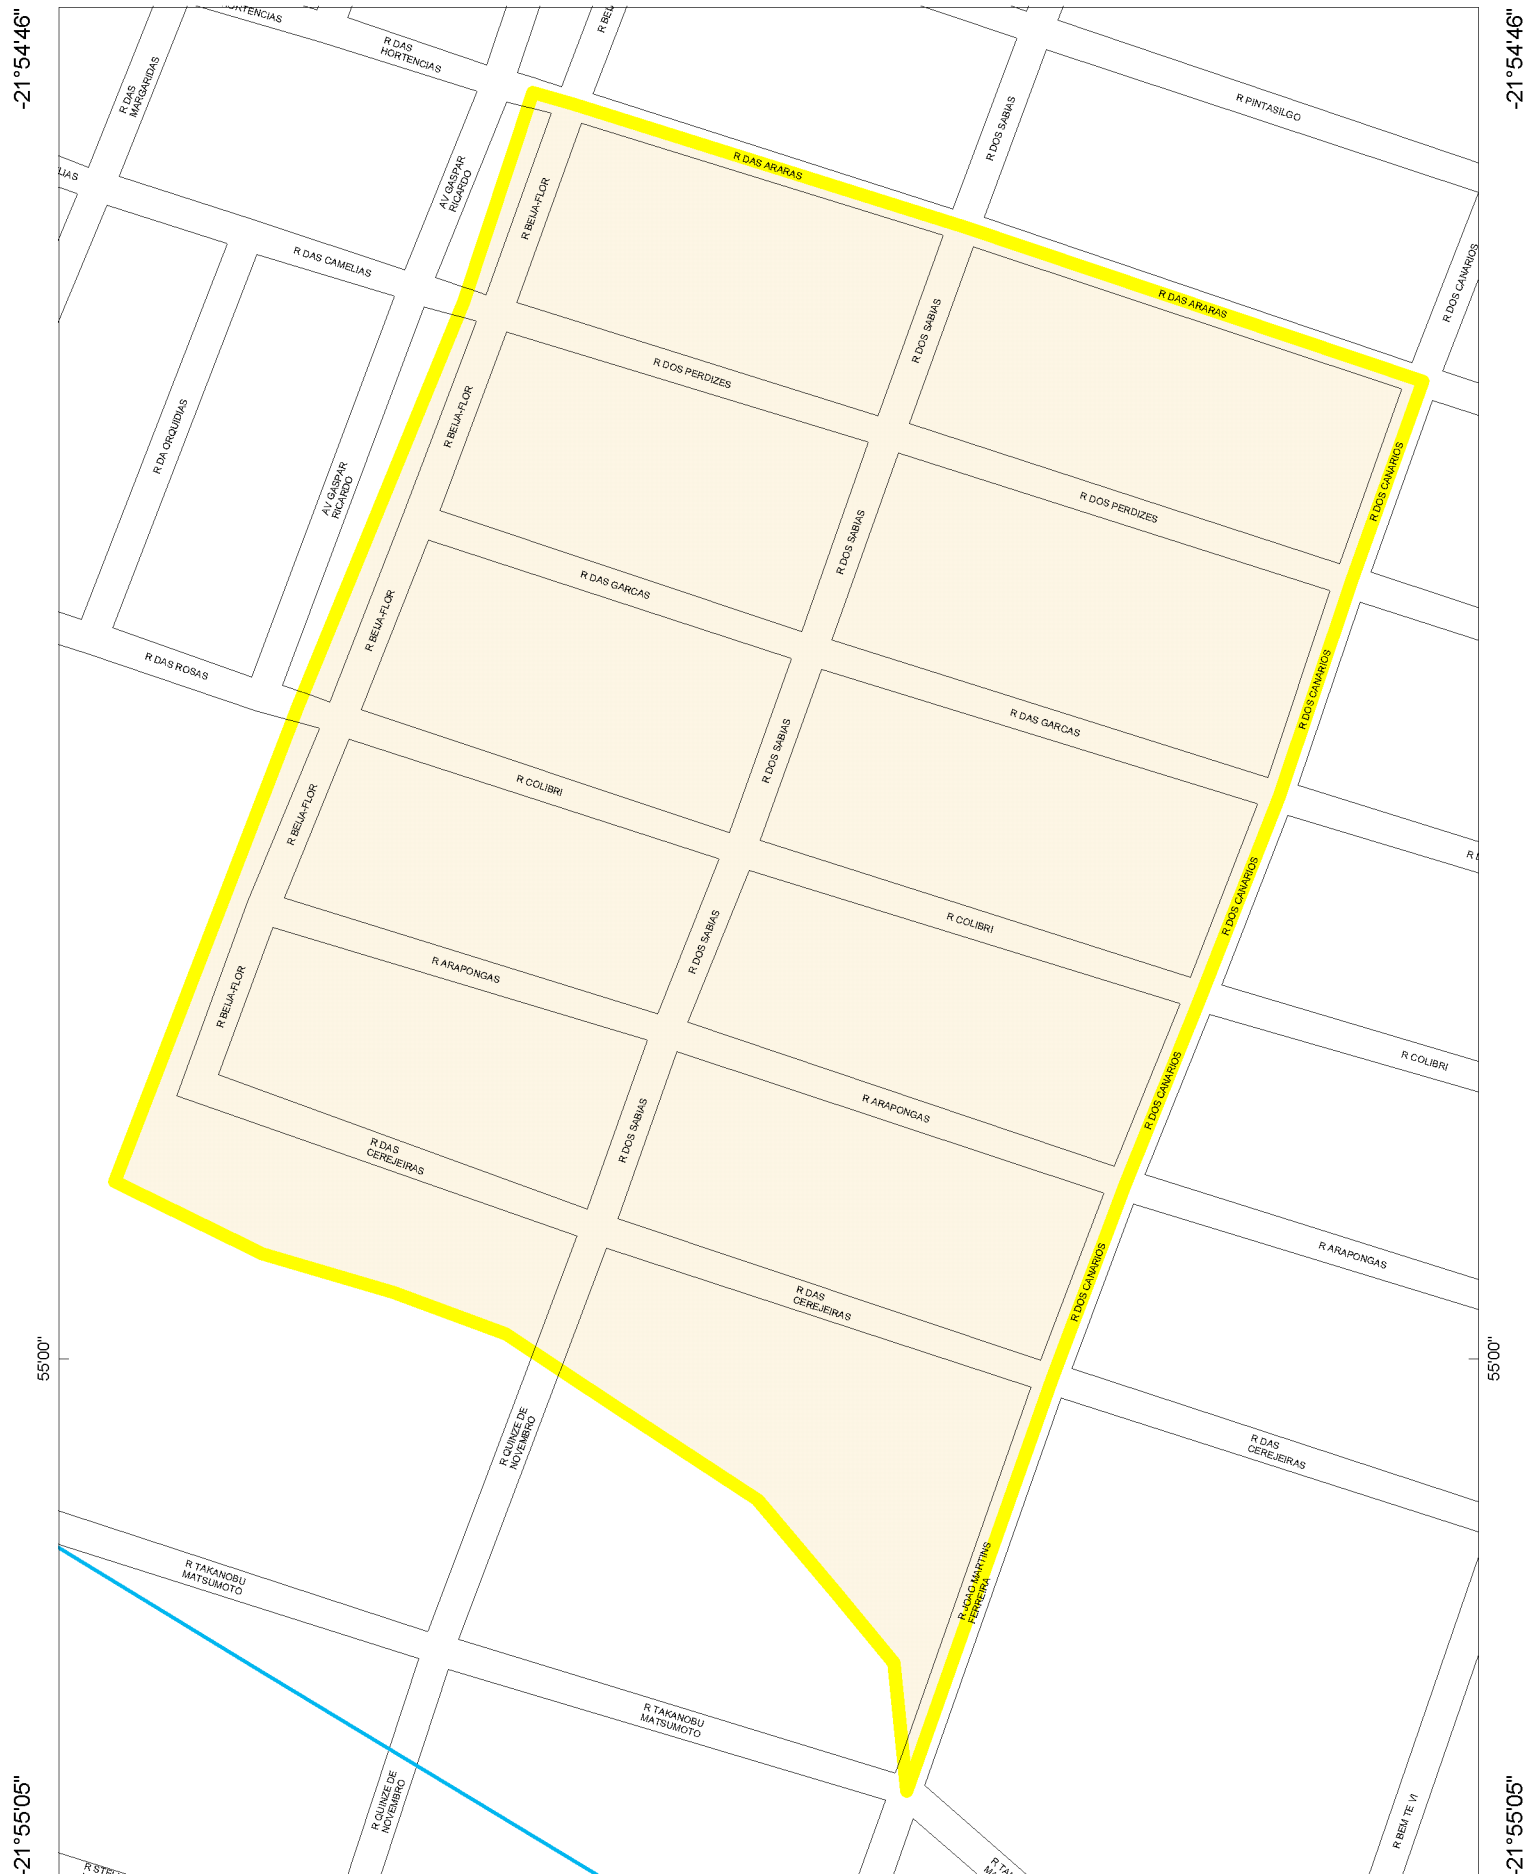 -21°54'46"
-21°54'46"
R DAS
HORTENCIAS
R DAS
MARGARIDAS
R DOS SABIAS
R PINTASILGO
R DAS ARARAS
AV GASPAR
RICARDO
R BEIJA-FLOR
R DAS CAMELIAS
R DOS CANARIOS
R DAS ARARAS
R DOS SABIAS
R DOS PERDIZES
R BEIJA-FLOR
R DA ORQUIDIAS
AV GASPAR
RICARDO
R DOS CANARIOS
R DOS PERDIZES
R DOS SABIAS
R DAS GARCAS
R BEIJA-FLOR
R DAS ROSAS
R DOS CANARIOS
R DAS GARCAS
R DOS SABIAS
R COLIBRI
R BEIJA-FLOR
R DOS CANARIOS
R COLIBRI
R DOS SABIAS
R ARAPONGAS
R BEIJA-FLOR
R COLIBRI
R DOS CANARIOS
R ARAPONGAS
R DOS SABIAS
R DAS
CEREJEIRAS
R ARAPONGAS
R DOS CANARIOS
R DAS
CEREJEIRAS
55'00"
55'00"
R QUINZE DE
NOVEMBRO
R DAS
CEREJEIRAS
R TAKANOBU
MATSUMOTO
R JOAO MARTINS
FERREIRA
R TAKANOBU
MATSUMOTO
R QUINZE DE
NOVEMBRO
R BEM TE VI
-21°55'05"
-21°55'05"